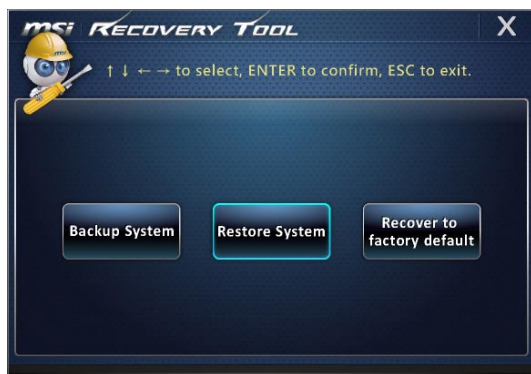 msi RECOVERY TOOL X
↑ ↓ ← → to select, ENTER to confirm, ESC to exit.
Backup System
Restore System
Recover to
factory default